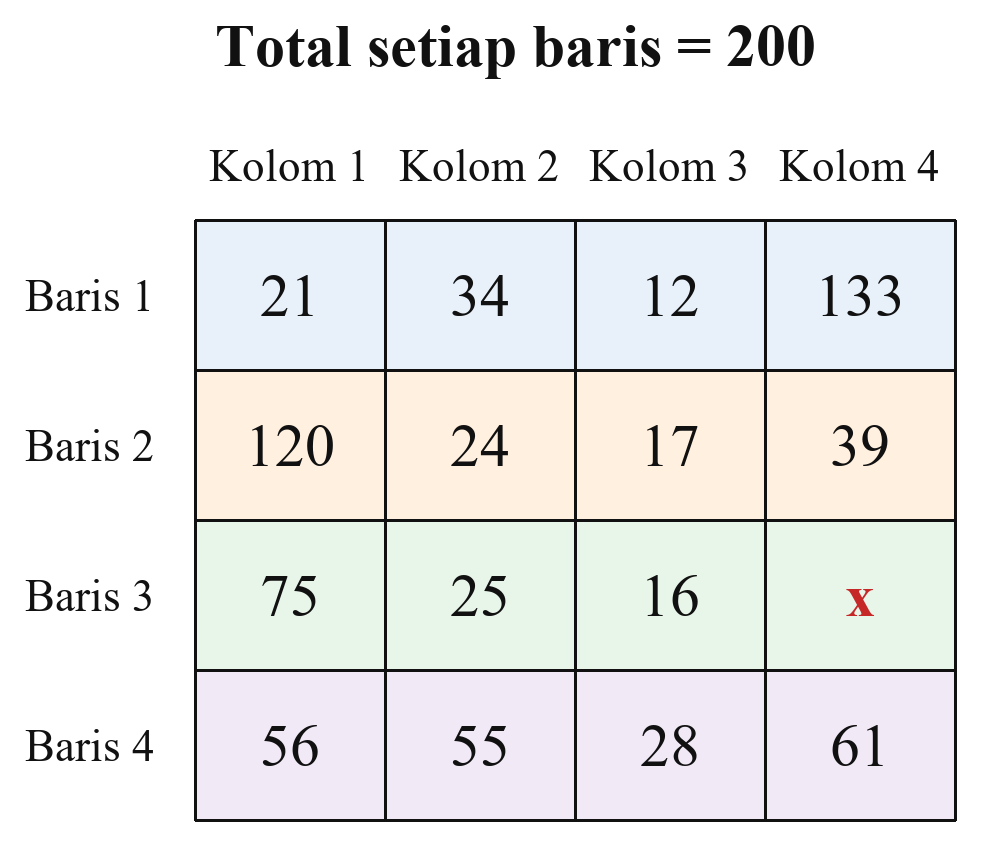 Total setiap baris = 200
Kolom 1 Kolom 2 Kolom 3 Kolom 4
Baris 1 21 34 12 133
Baris 2 120 24 17 39
Baris 3 75 25 16 x
Baris 4 56 55 28 61